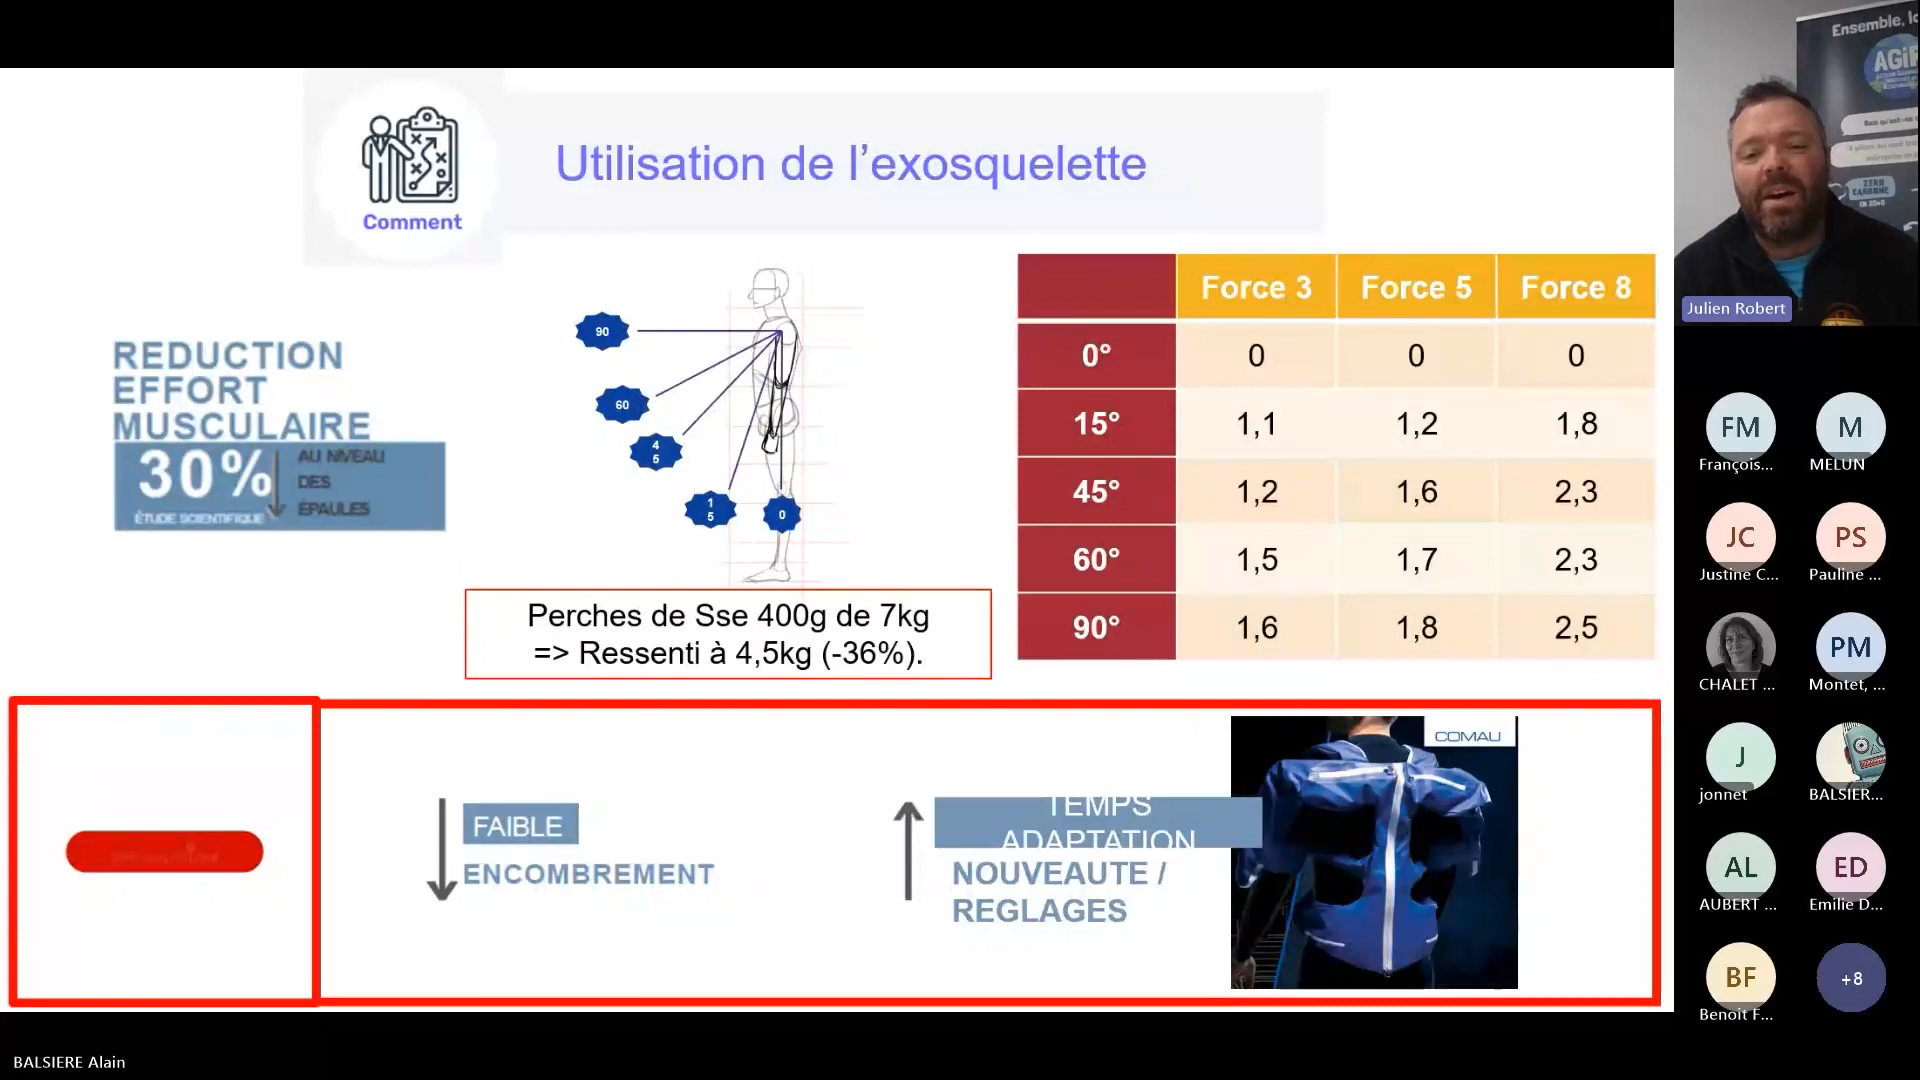 Comment
Utilisation de l’exosquelette
REDUCTION
EFFORT
MUSCULAIRE
30%
AU NIVEAU
DES
ÉPAULES
ÉTUDE SCIENTIFIQUE
90
60
4
5
1
5
0
Perches de Sse 400g de 7kg
=> Ressenti à 4,5kg (-36%).
Force 3 Force 5 Force 8
0° 0 0 0
15° 1,1 1,2 1,8
45° 1,2 1,6 2,3
60° 1,5 1,7 2,3
90° 1,6 1,8 2,5
FAIBLE
ENCOMBREMENT
TEMPS
ADAPTATION
NOUVEAUTE /
REGLAGES
COMAU
Ensemble,
ZERO
CARBONE
EN 2040
Julien Robert
FM
François...
M
MELUN
JC
Justine C...
PS
Pauline ...
CHALET ...
PM
Montet, ...
J
jonnet
BALSIER...
AL
AUBERT ...
ED
Emilie D...
BF
Benoit F...
+8
BALSIERE Alain